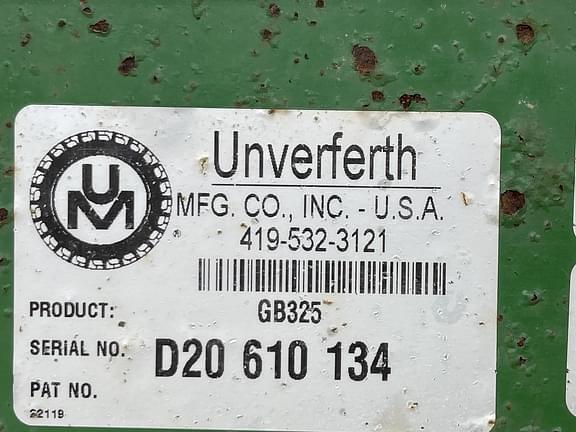 UM
Unverferth
MFG. CO., INC. - U.S.A.
®
419-532-3121
PRODUCT: GB325
SERIAL NO. D20 610 134
PAT NO.
22119